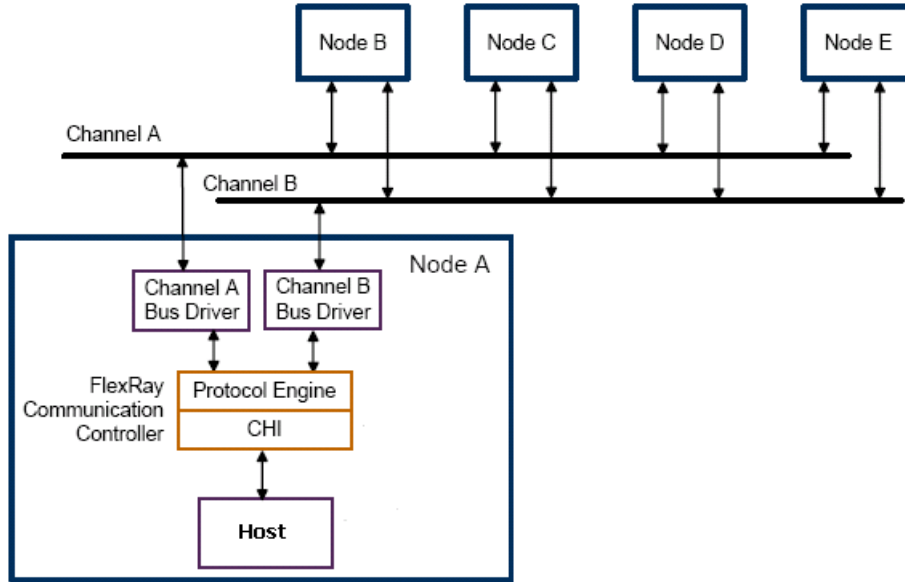 Node B
Node C
Node D
Node E
Channel A
Channel B
Node A
Channel A
Bus Driver
Channel B
Bus Driver
FlexRay
Communication
Controller
Protocol Engine
CHI
Host